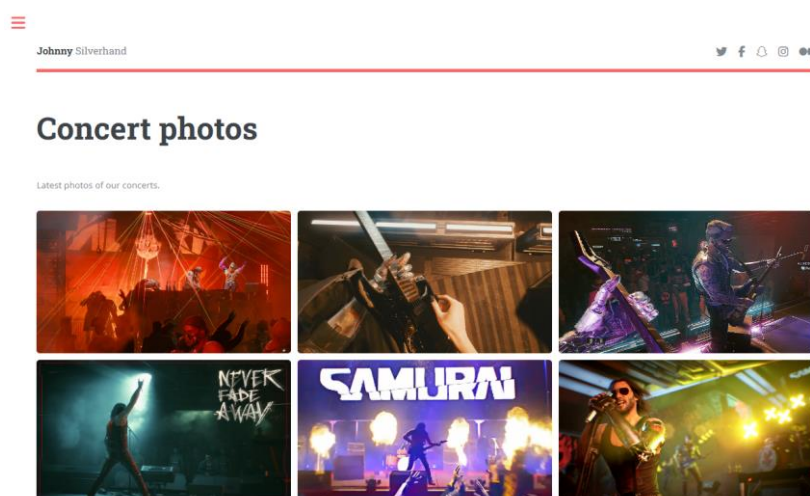 Johnny Silverhand
Concert photos
Latest photos of our concerts.
NEVER
FADE
AWAY
SAMURAI